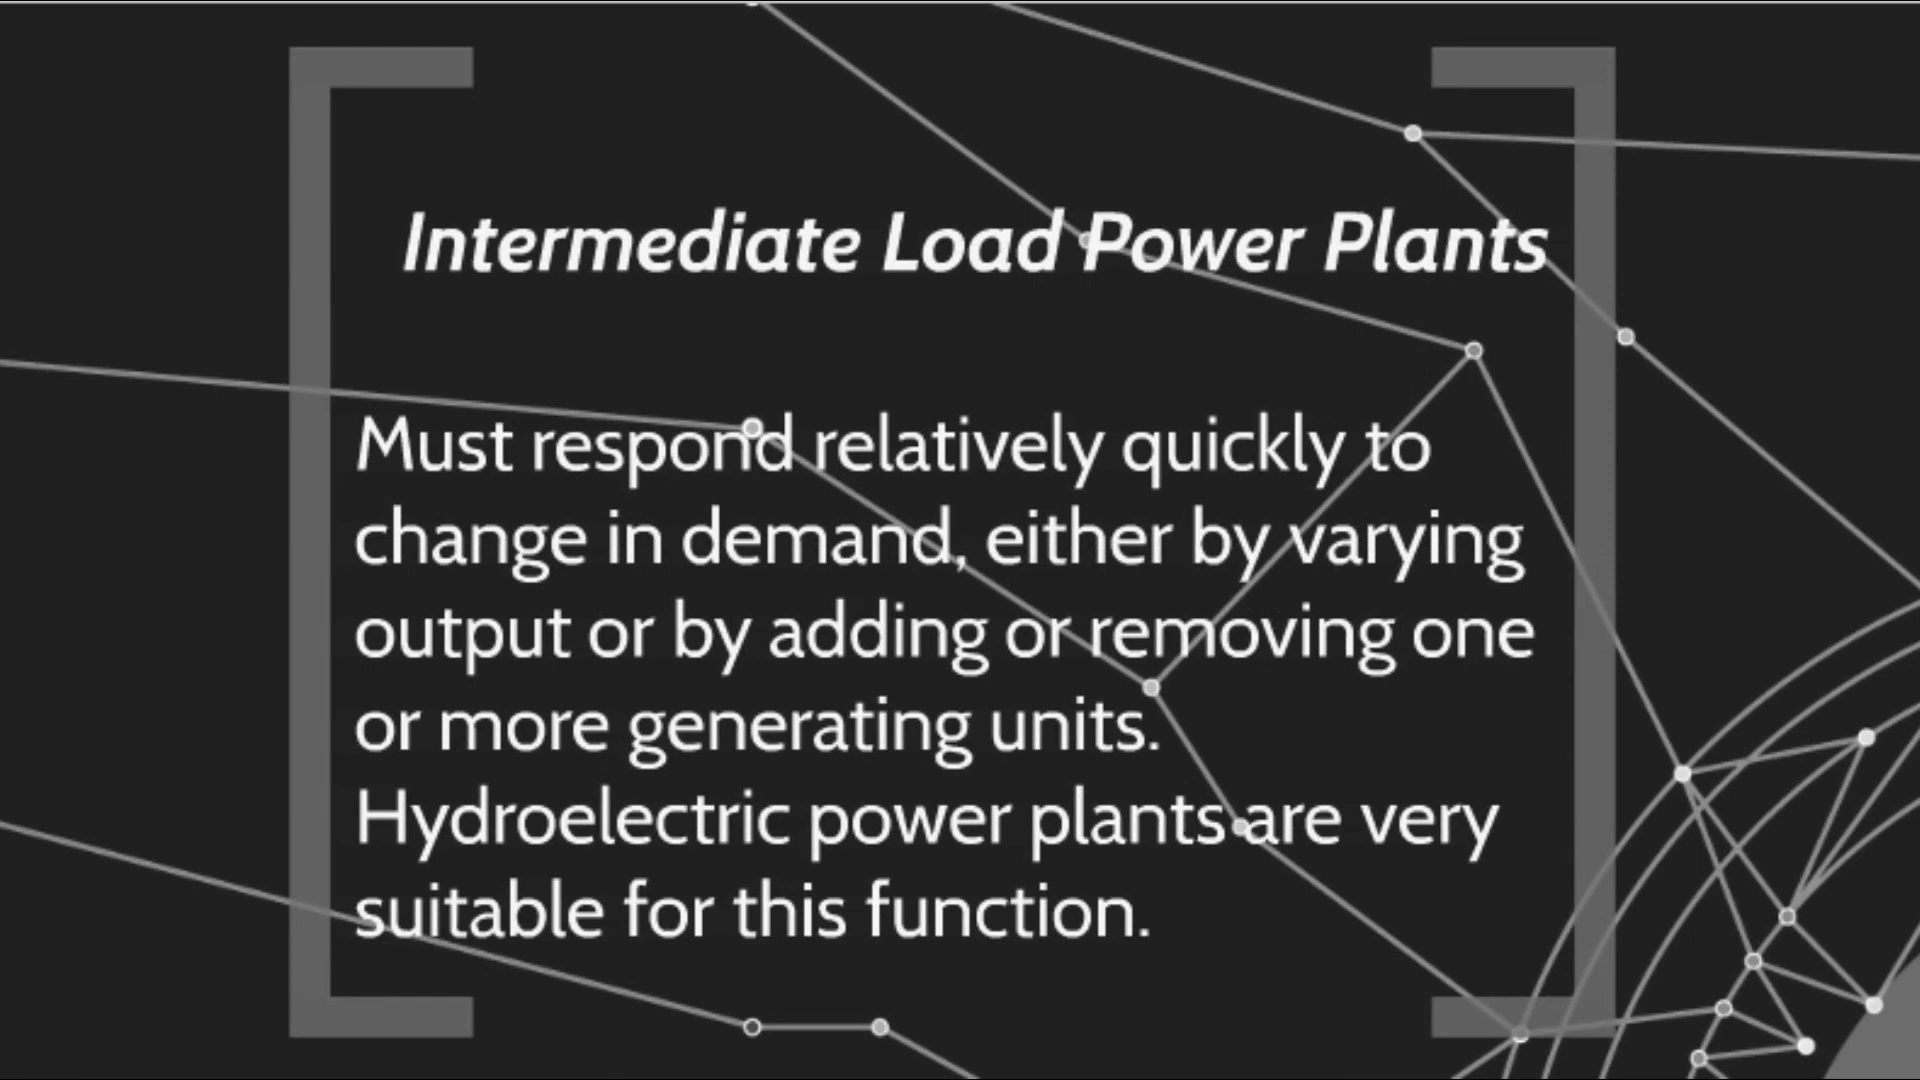 Intermediate Load Power Plants
Must respond relatively quickly to
change in demand, either by varying
output or by adding or removing one
or more generating units.
Hydroelectric power plants are very
suitable for this function.